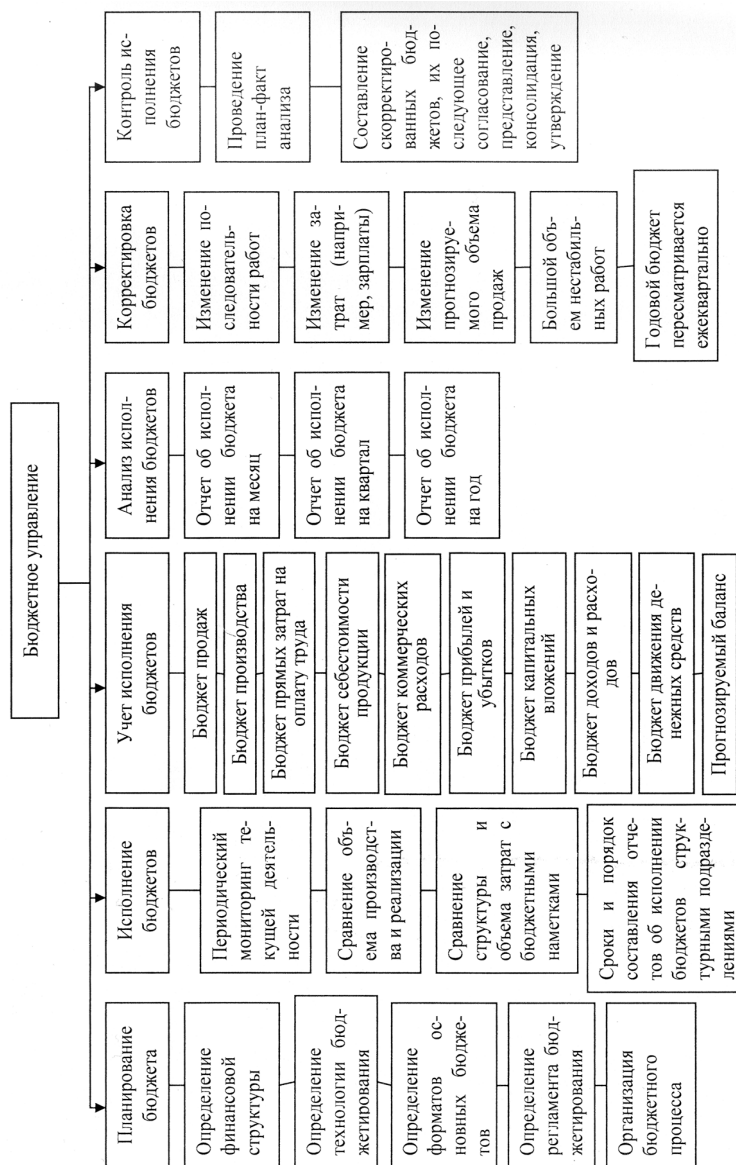 Бюджетное управление
Планирование
бюджета
Определение
финансовой
структуры
Определение
технологии бюд-
жетирования
Определение
форматов ос-
новных бюдже-
тов
Определение
регламента бюд-
жетирования
Организация
бюджетного
процесса
Исполнение
бюджетов
Периодический
мониторинг те-
кущей деятель-
ности
Сравнение объ-
ема производст-
ва и реализации
Сравнение
структуры и
объема затрат с
бюджетными
наметками
Сроки и порядок
составления отче-
тов об исполнении
бюджетов струк-
турными подразде-
лениями
Учет исполнения
бюджетов
Бюджет продаж
Бюджет производства
Бюджет прямых затрат на
оплату труда
Бюджет себестоимости
продукции
Бюджет коммерческих
расходов
Бюджет прибылей и
убытков
Бюджет капитальных
вложений
Бюджет доходов и расхо-
дов
Бюджет движения де-
нежных средств
Прогнозируемый баланс
Анализ испол-
нения бюджетов
Отчет об испол-
нении бюджета
на месяц
Отчет об испол-
нении бюджета
на квартал
Отчет об испол-
нении бюджета
на год
Корректировка
бюджетов
Изменение по-
следователь-
ности работ
Изменение за-
трат (напри-
мер, зарплаты)
Изменение
прогнозируе-
мого объема
продаж
Большой объ-
ем нестабиль-
ных работ
Годовой бюджет
пересматривается
ежеквартально
Контроль ис-
полнения
бюджетов
Проведение
план-факт
анализа
Составление
скорректиро-
ванных бюд-
жетов, их по-
следующее
согласование,
представление,
консолидация,
утверждение